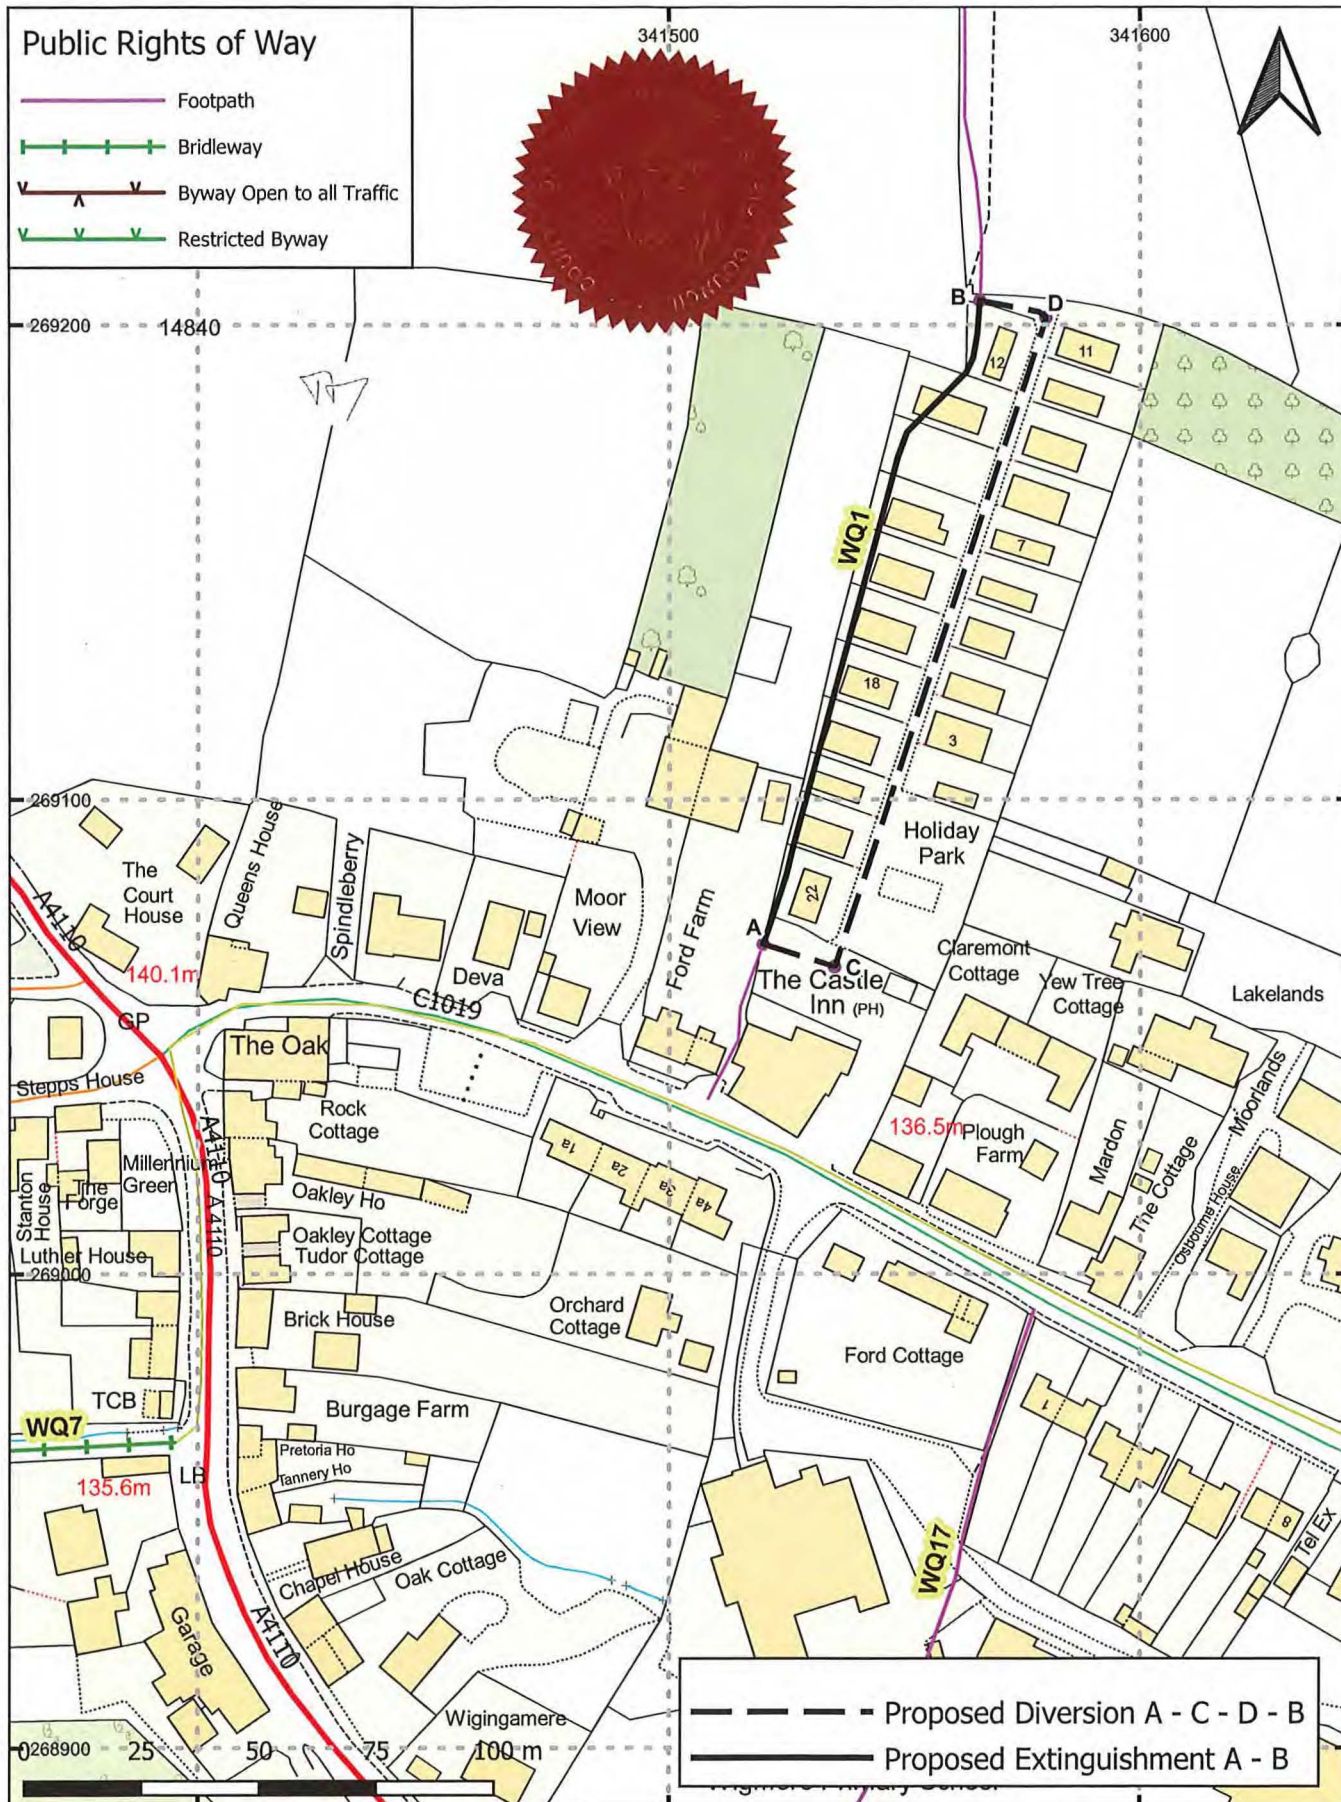 Public Rights of Way
Footpath
Bridleway
Byway Open to all Traffic
Restricted Byway
341500
341600
269200
14840
B
D
12
11
WQ1
7
18
3
269100
Holiday
Park
22
The
Court
House
Queens House
Spindleberry
Moor
View
Ford Farm
A
C
A4110
140.1m
Deva
C1019
The Castle
Inn (PH)
Claremont
Cottage
Yew Tree
Cottage
Lakelands
GP
The Oak
Stepps House
Rock
Cottage
136.5m
Plough
Farm
Mardon
The Cottage
Moorlands
Osbourne House
A4110
A4110
Millennium
Green
Stanton
House
The
Forge
Oakley Ho
1a
2a
3a
4a
Luthier House
Oakley Cottage
Tudor Cottage
269000
Brick House
Orchard
Cottage
Ford Cottage
TCB
Burgage Farm
1
WQ7
Pretoria Ho
Tannery Ho
LB
135.6m
8
Tel Ex
WQ17
Chapel House
Oak Cottage
Garage
A4110
Wigingamere
Proposed Diversion A - C - D - B
Proposed Extinguishment A - B
268900
0 25 50 75 100 m